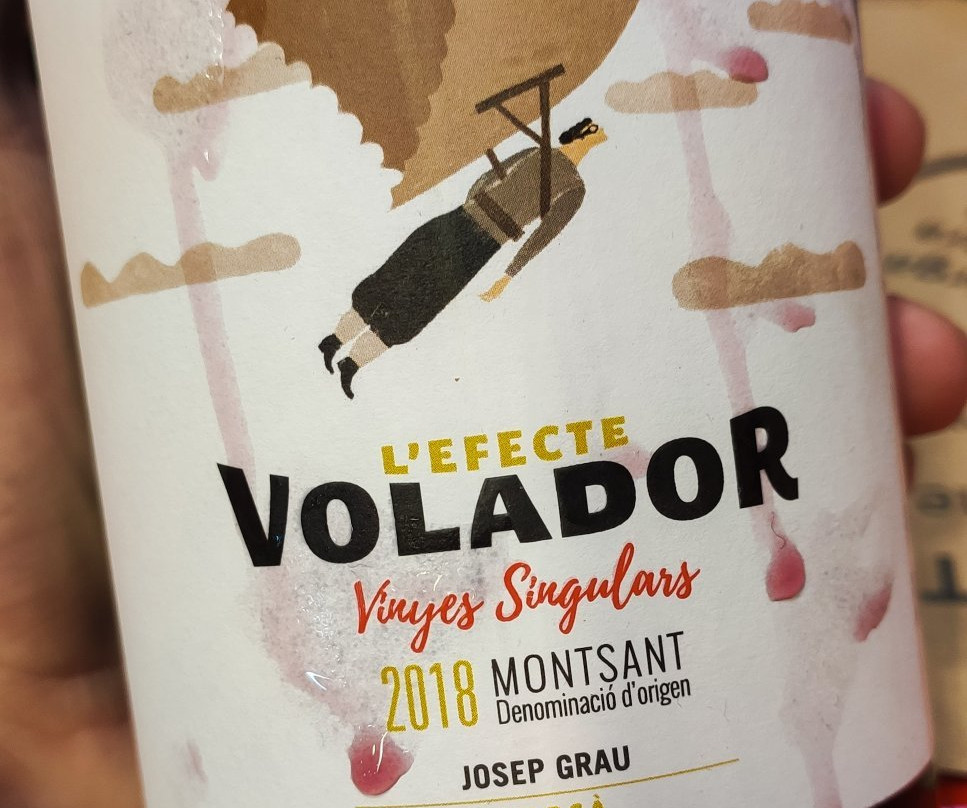 L'EFECTE
VOLADOR
Vinyes Singulars
2018 MONTSANT
Denominació d'origen
JOSEP GRAU